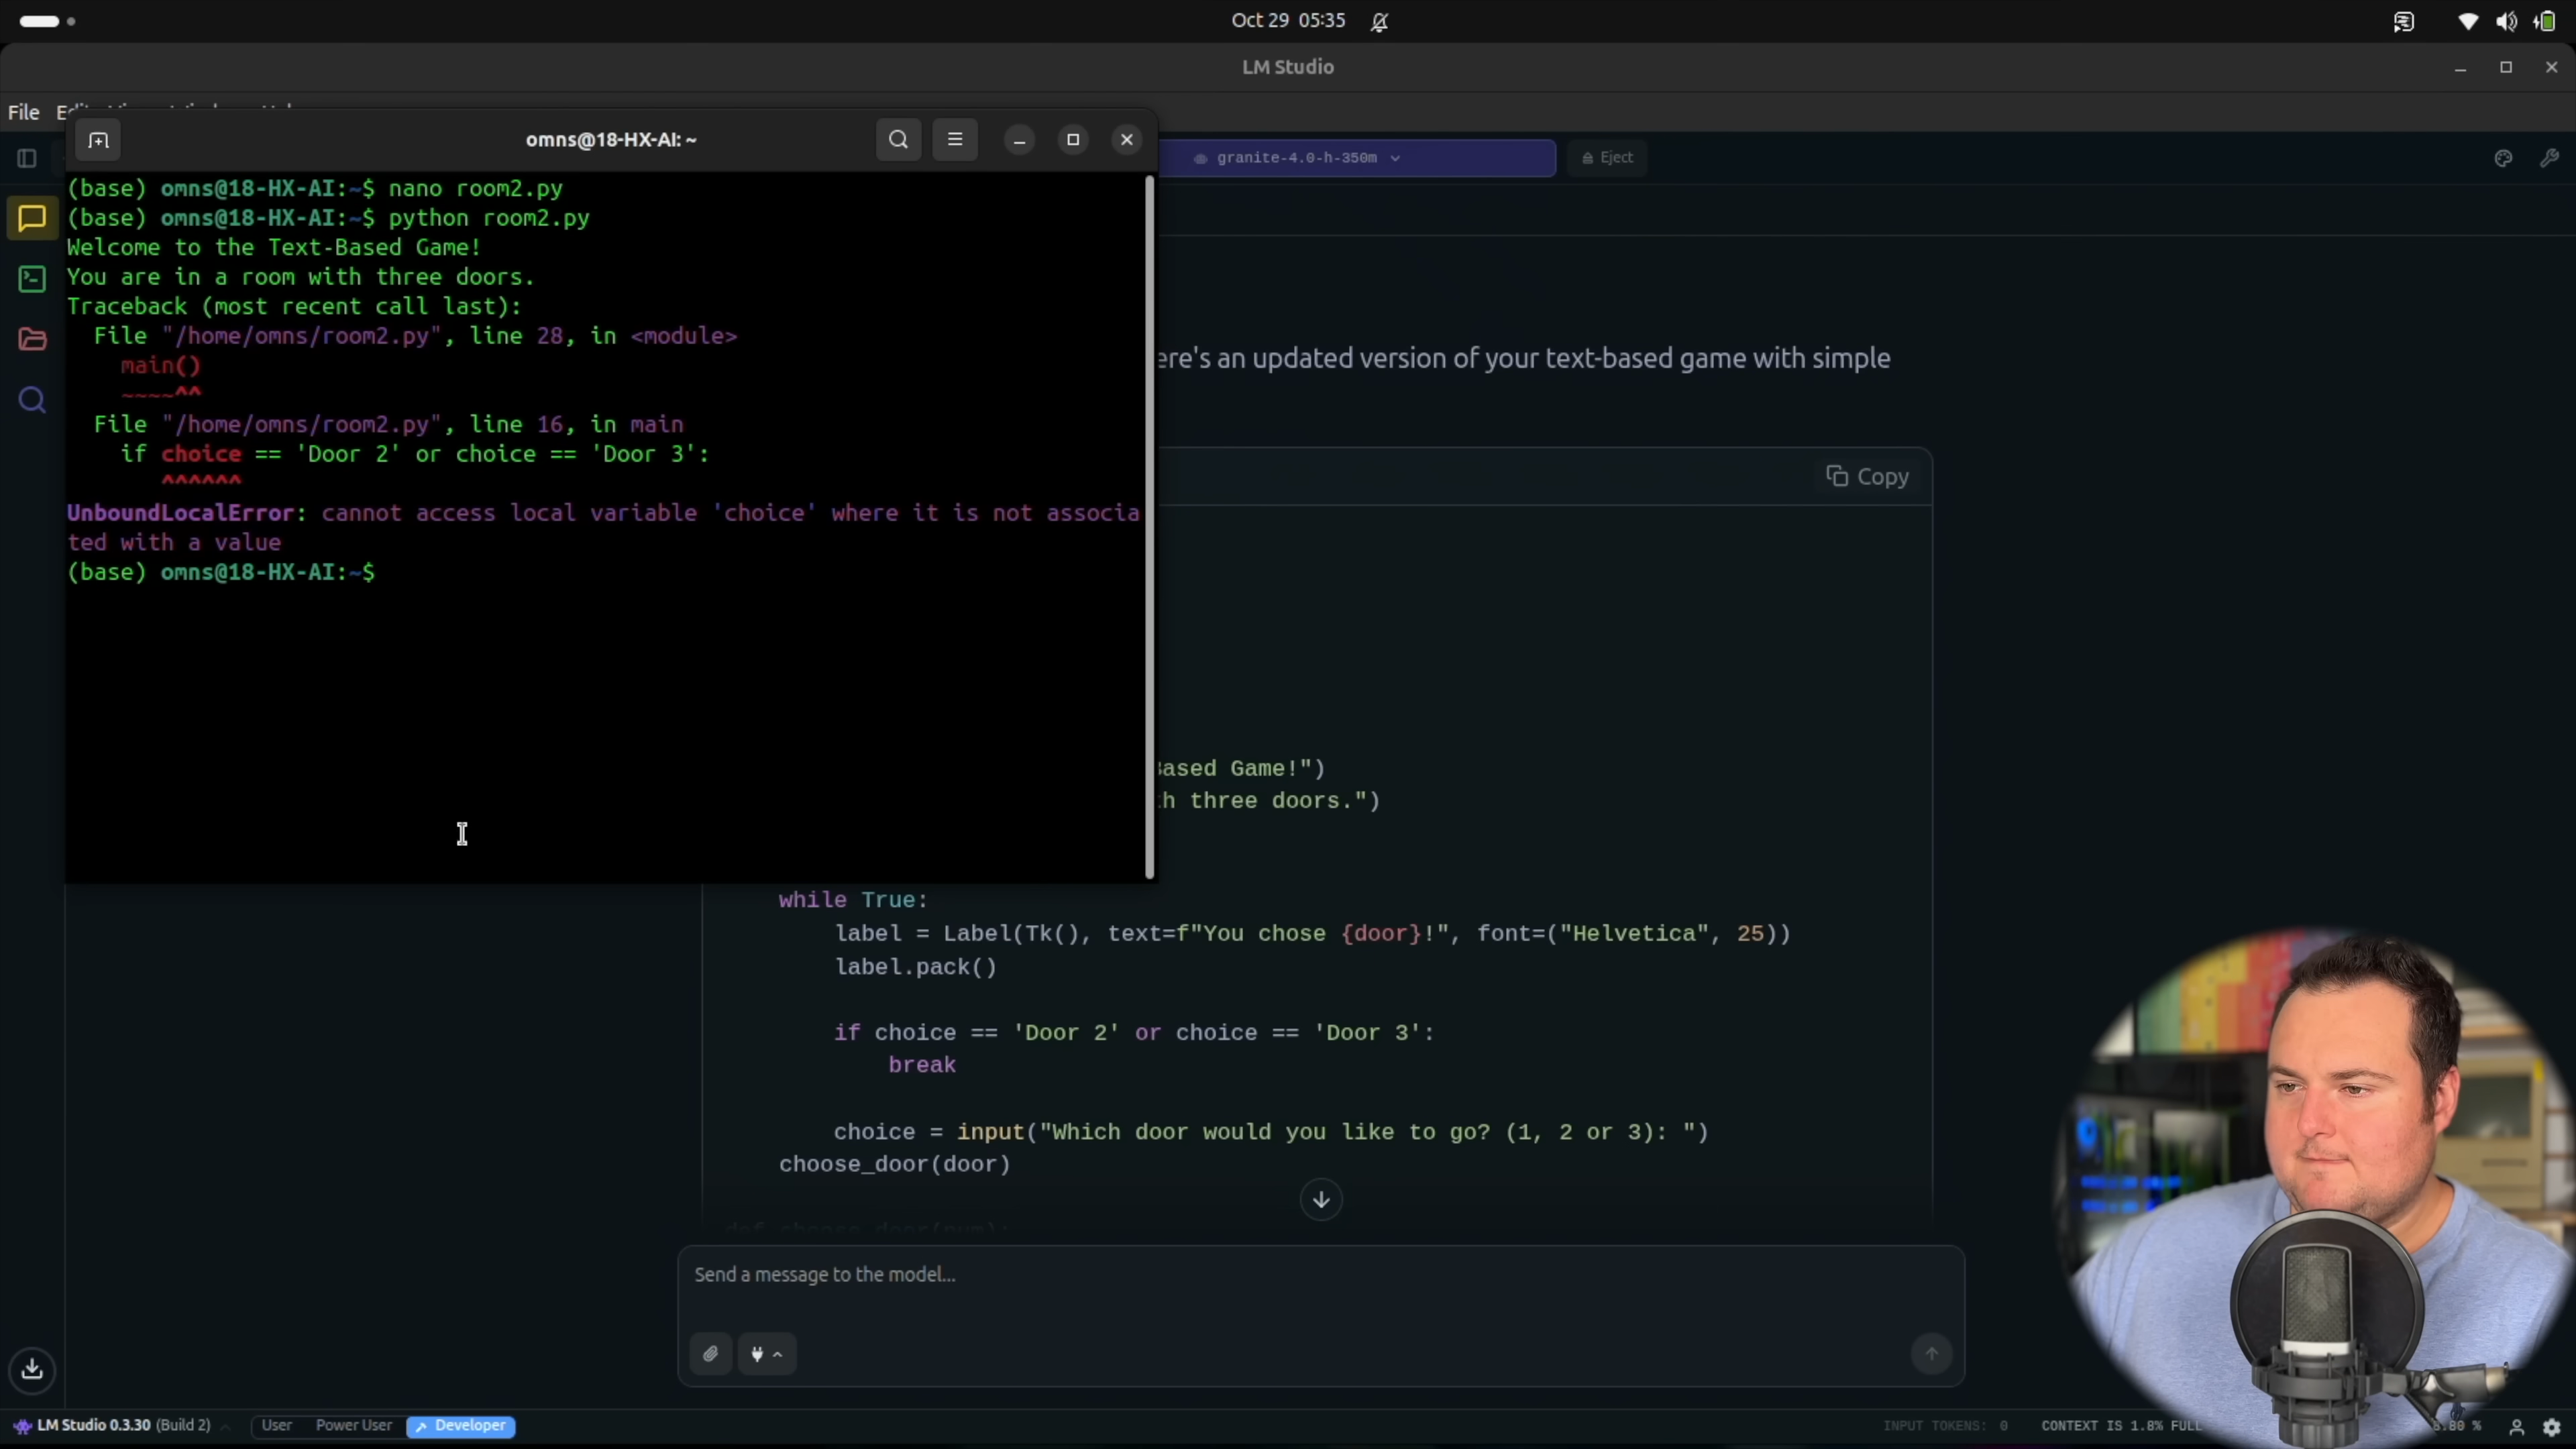 Oct 29 05:35
LM Studio
File
omns@18-HX-AI: ~
granite-4.0-h-350m
Eject
(base) omns@18-HX-AI:~$ nano room2.py
(base) omns@18-HX-AI:~$ python room2.py
Welcome to the Text-Based Game!
You are in a room with three doors.
Traceback (most recent call last):
File "/home/omns/room2.py", line 28, in <module>
main()
~~~~^^
File "/home/omns/room2.py", line 16, in main
if choice == 'Door 2' or choice == 'Door 3':
^^^^^^
UnboundLocalError: cannot access local variable 'choice' where it is not associa
ted with a value
(base) omns@18-HX-AI:~$
ere's an updated version of your text-based game with simple
Copy
Based Game!")
h three doors.")
while True:
label = Label(Tk(), text=f"You chose {door}!", font=("Helvetica", 25))
label.pack()
if choice == 'Door 2' or choice == 'Door 3':
break
choice = input("Which door would you like to go? (1, 2 or 3): ")
choose_door(door)
def choose_door(num):
Send a message to the model...
LM Studio 0.3.30 (Build 2)
User
Power User
Developer
INPUT TOKENS: 0
CONTEXT IS 1.8% FULL